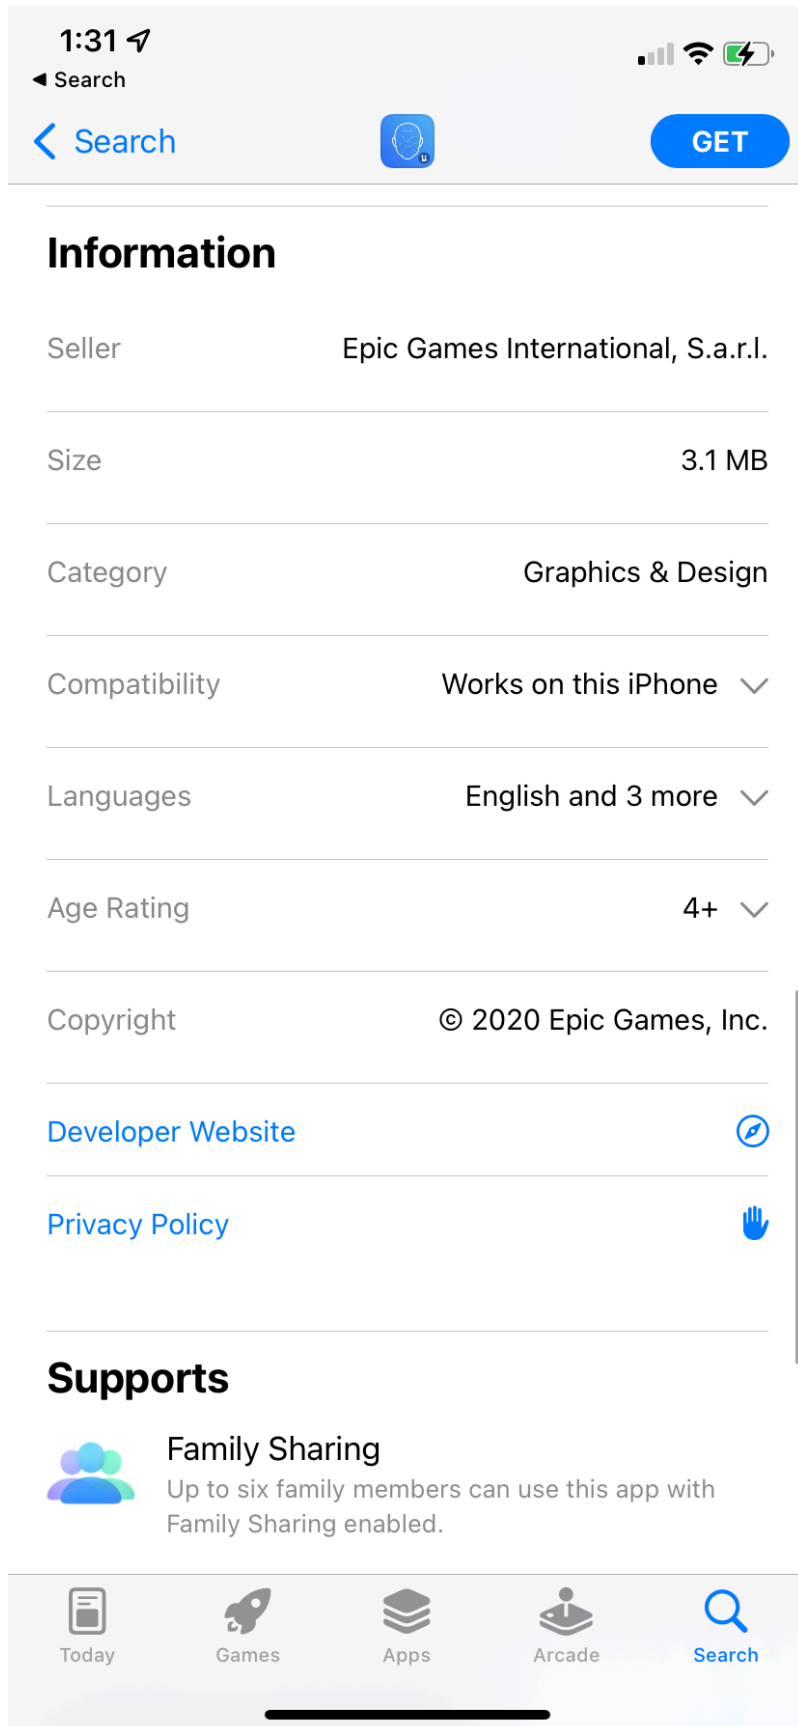 1:31
◀ Search
Search
GET
Information
Seller Epic Games International, S.a.r.l.
Size 3.1 MB
Category Graphics & Design
Compatibility Works on this iPhone
Languages English and 3 more
Age Rating 4+
Copyright © 2020 Epic Games, Inc.
Developer Website
Privacy Policy
Supports
Family Sharing
Up to six family members can use this app with
Family Sharing enabled.
Today Games Apps Arcade Search